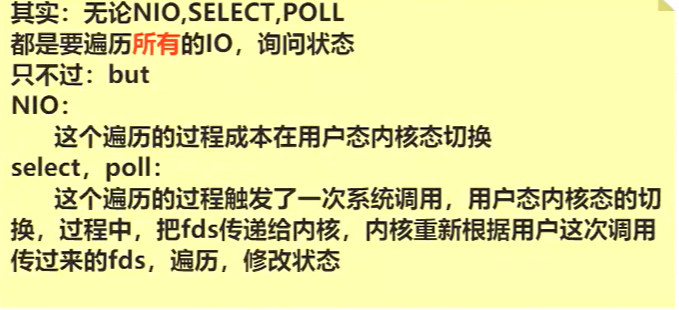 其实：无论NIO,SELECT,POLL
都是要遍历所有的IO，询问状态
只不过：but
NIO：
这个遍历的过程成本在用户态内核态切换
select，poll：
这个遍历的过程触发了一次系统调用，用户态内核态的切
换，过程中，把fds传递给内核，内核重新根据用户这次调用
传过来的fds，遍历，修改状态